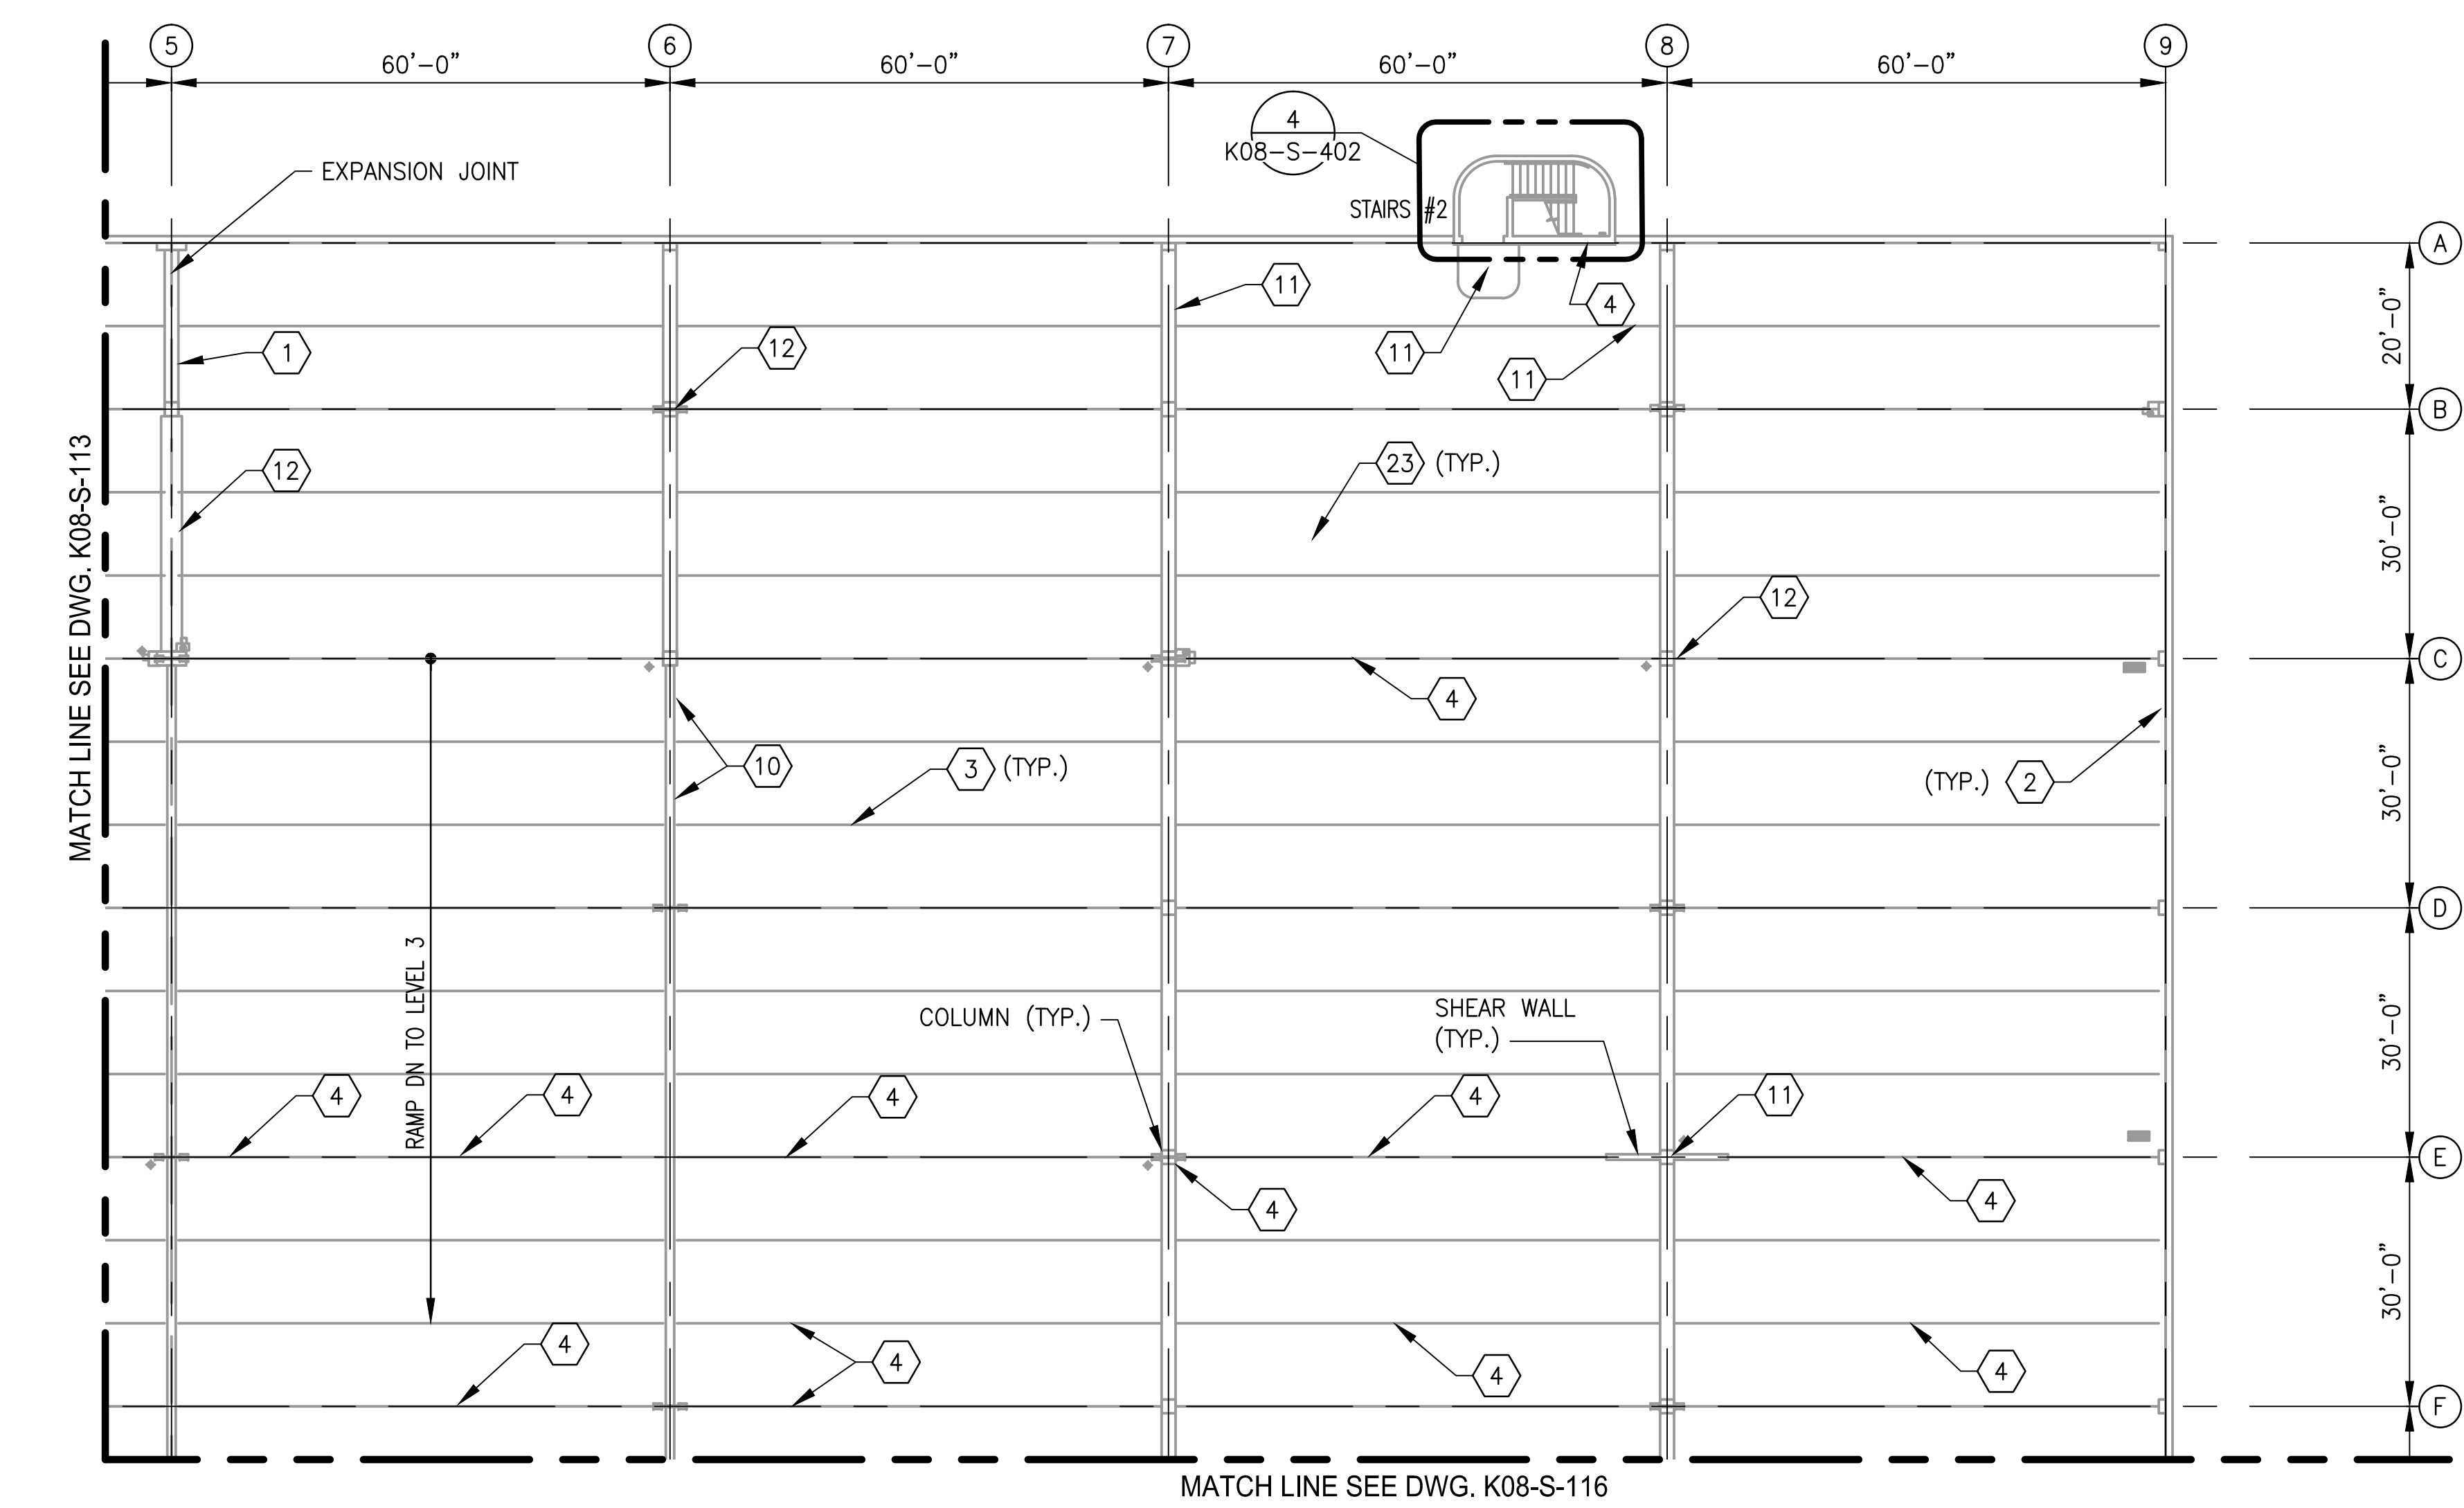 5
6
7
8
9
60'-0"
60'-0"
60'-0"
60'-0"
4
K08-S-402
EXPANSION JOINT
STAIRS #2
A
11
4
1
12
11
11
20'-0"
B
12
23 (TYP.)
30'-0"
MATCH LINE SEE DWG. K08-S-113
12
C
4
10
3 (TYP.)
(TYP.) 2
30'-0"
D
RAMP DN TO LEVEL 3
COLUMN (TYP.)
SHEAR WALL
(TYP.)
30'-0"
4
4
4
4
11
E
4
4
30'-0"
4
4
4
4
F
MATCH LINE SEE DWG. K08-S-116